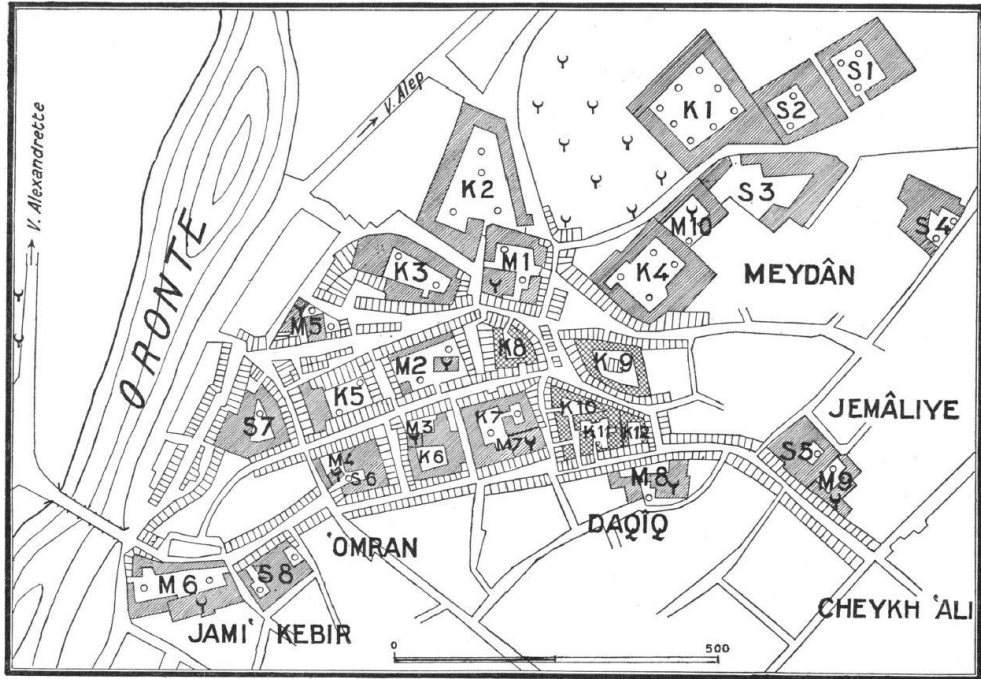 V. Alexandrette
V. Alep
ORONTE
K1
S2
S1
K2
S3
S4
M10
M1
K3
K4
MEYDÂN
M5
M2
K8
K9
K5
JEMÂLIYE
S7
M3
K7
K10
M7
K11
K12
K6
M4
S6
S5
M8
M9
DAQÎQ
'OMRAN
M6
S8
CHEYKH 'ALI
JAMI' KEBIR
0
500